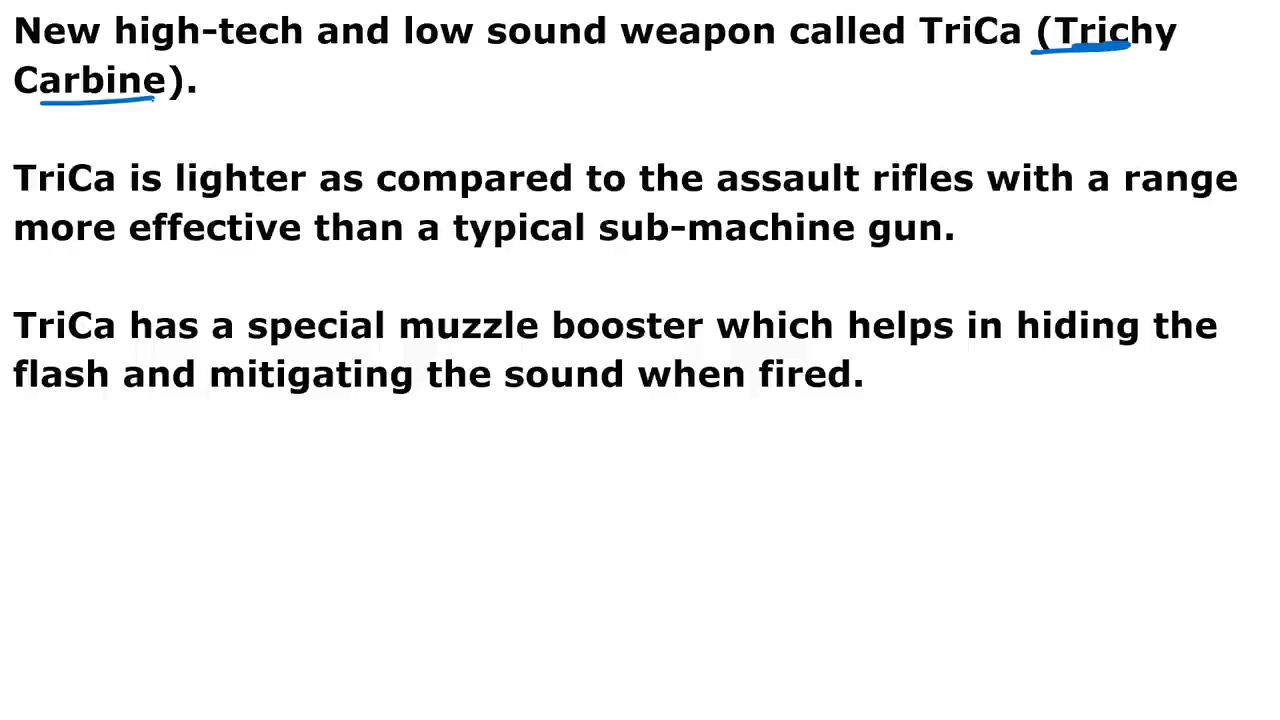 New high-tech and low sound weapon called TriCa (Trichy
Carbine).
TriCa is lighter as compared to the assault rifles with a range
more effective than a typical sub-machine gun.
TriCa has a special muzzle booster which helps in hiding the
flash and mitigating the sound when fired.